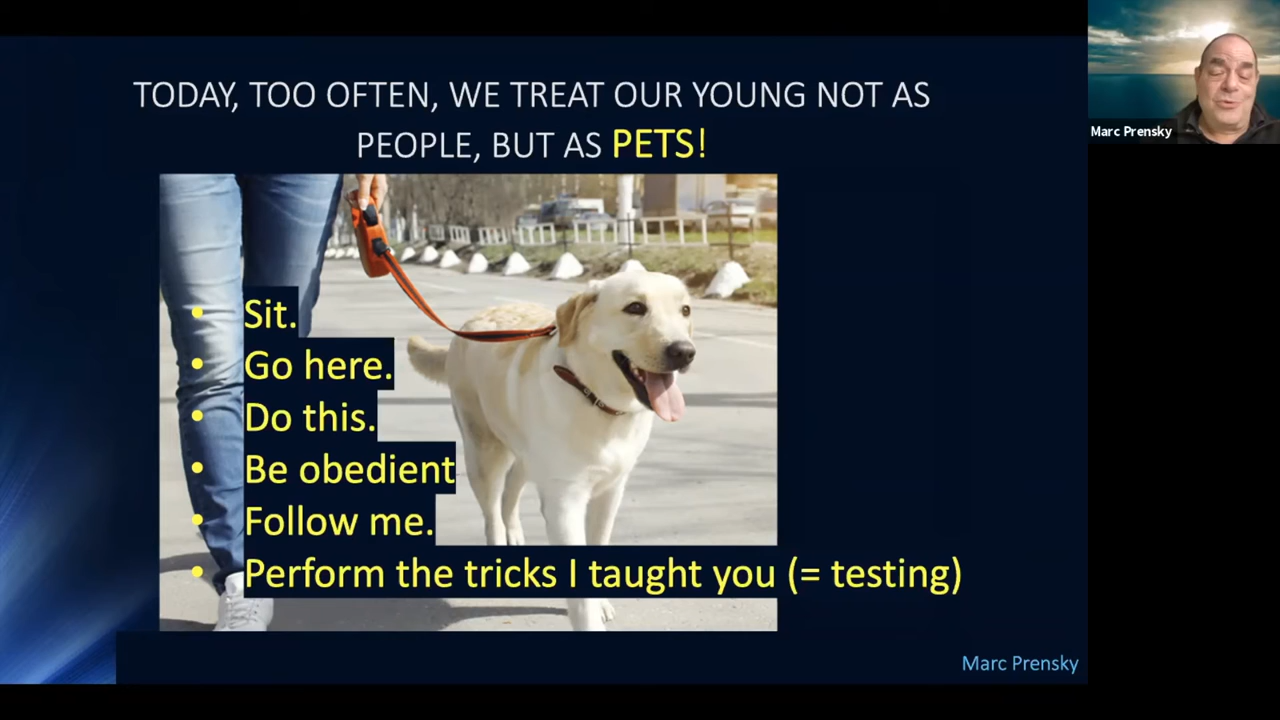 TODAY, TOO OFTEN, WE TREAT OUR YOUNG NOT AS
PEOPLE, BUT AS PETS!
• Sit.
• Go here.
• Do this.
• Be obedient
• Follow me.
• Perform the tricks I taught you (= testing)
Marc Prensky
Marc Prensky